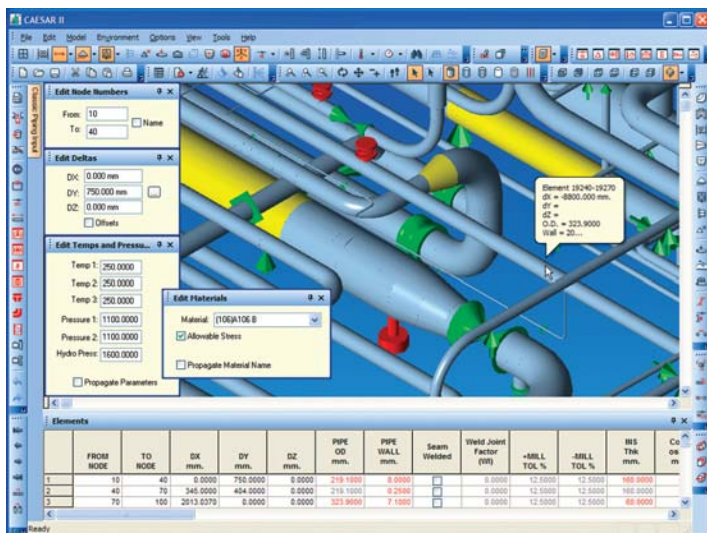 CAESAR II
File Edit Model Environment Options View Tools Help
Classic Piping Input
Edit Node Numbers
From: 10
Name
To: 40
Edit Deltas
DX: 0.000 mm
DY: 750.000 mm
...
DZ: 0.000 mm
Offsets
Edit Temps and Pressu...
Temp 1: 250.0000
Temp 2: 250.0000
Temp 3: 250.0000
Pressure 1: 1100.0000
Pressure 2: 1100.0000
Hydro Press: 1600.0000
Propagate Parameters
Edit Materials
Material: (106)A106 B
Allowable Stress
Propagate Material Name
Element 19240-19270
dX = -8800.000 mm.
dY =
dZ =
O.D. = 323.9000
Wall = 20...
Elements
FROM NODE TO NODE DX mm. DY mm. DZ mm. PIPE OD mm. PIPE WALL mm. Seam Welded Weld Joint Factor (Wl) +MILL TOL % -MILL TOL % INS Thk mm.
1 10 40 0.0000 750.0000 0.0000 219.1000 0.0000 12.5000 12.5000 160.0000
2 40 70 345.0000 404.0000 0.0000 219.1000 0.0000 12.5000 12.5000
3 70 100 2013.0370 0.0000 0.0000 323.9000 7.1000 0.0000 12.5000 12.5000 60.0000
Ready